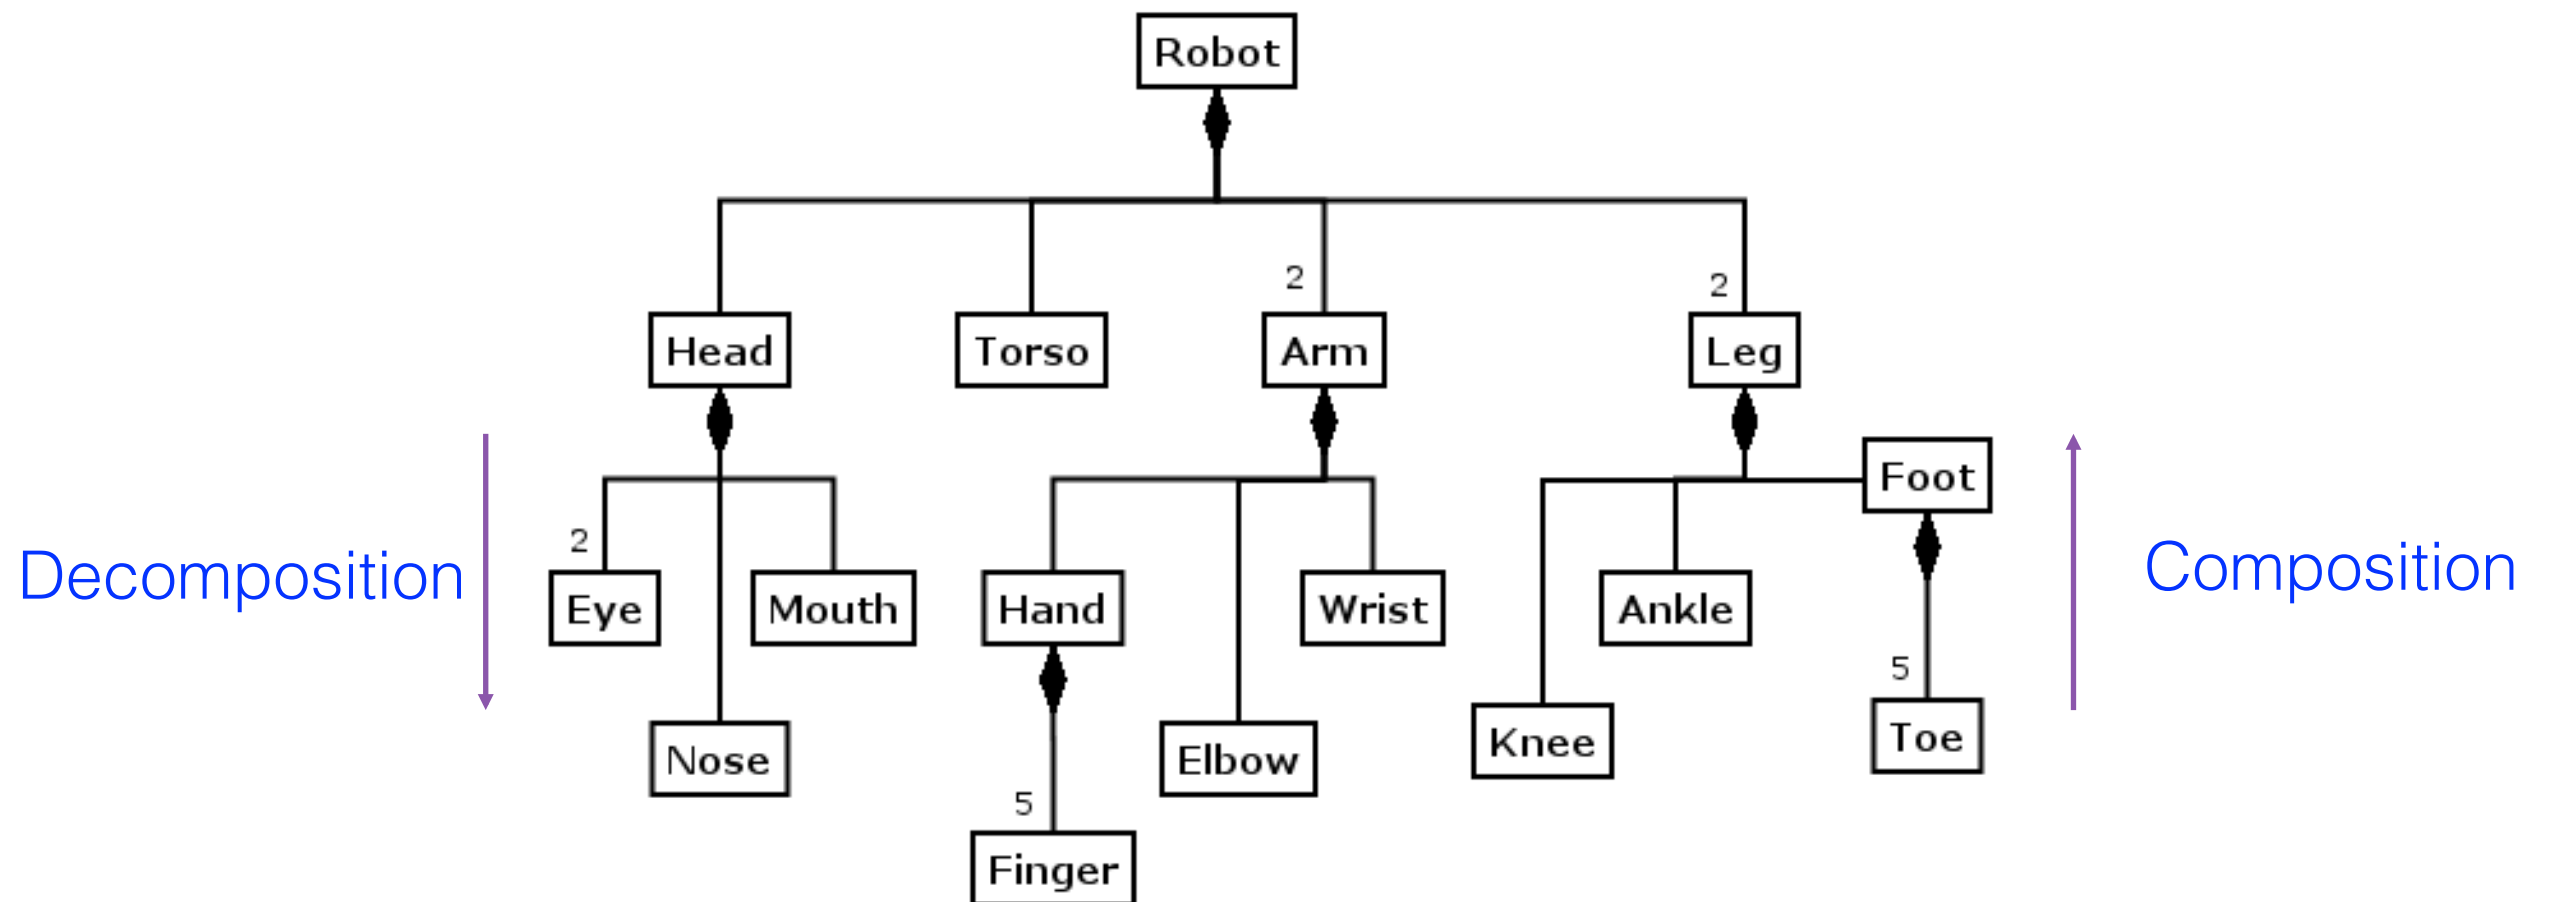 Robot
2
2
Head
Torso
Arm
Leg
Foot
2
Decomposition
Composition
Eye
Mouth
Hand
Wrist
Ankle
5
Nose
Elbow
Knee
Toe
5
Finger